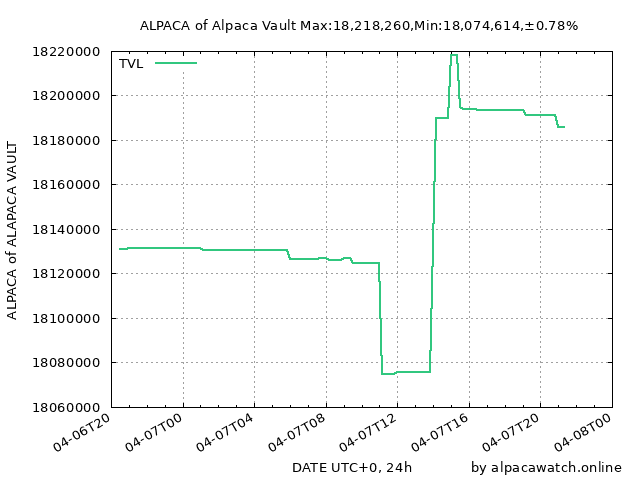 ALPACA of Alpaca Vault Max:18,218,260,Min:18,074,614,±0.78%
TVL
18220000
18200000
18180000
18160000
18140000
18120000
18100000
18080000
18060000
ALPACA of ALAPACA VAULT
04-06T20
04-07T00
04-07T04
04-07T08
04-07T12
04-07T16
04-07T20
04-08T00
DATE UTC+0, 24h
by alpacawatch.online